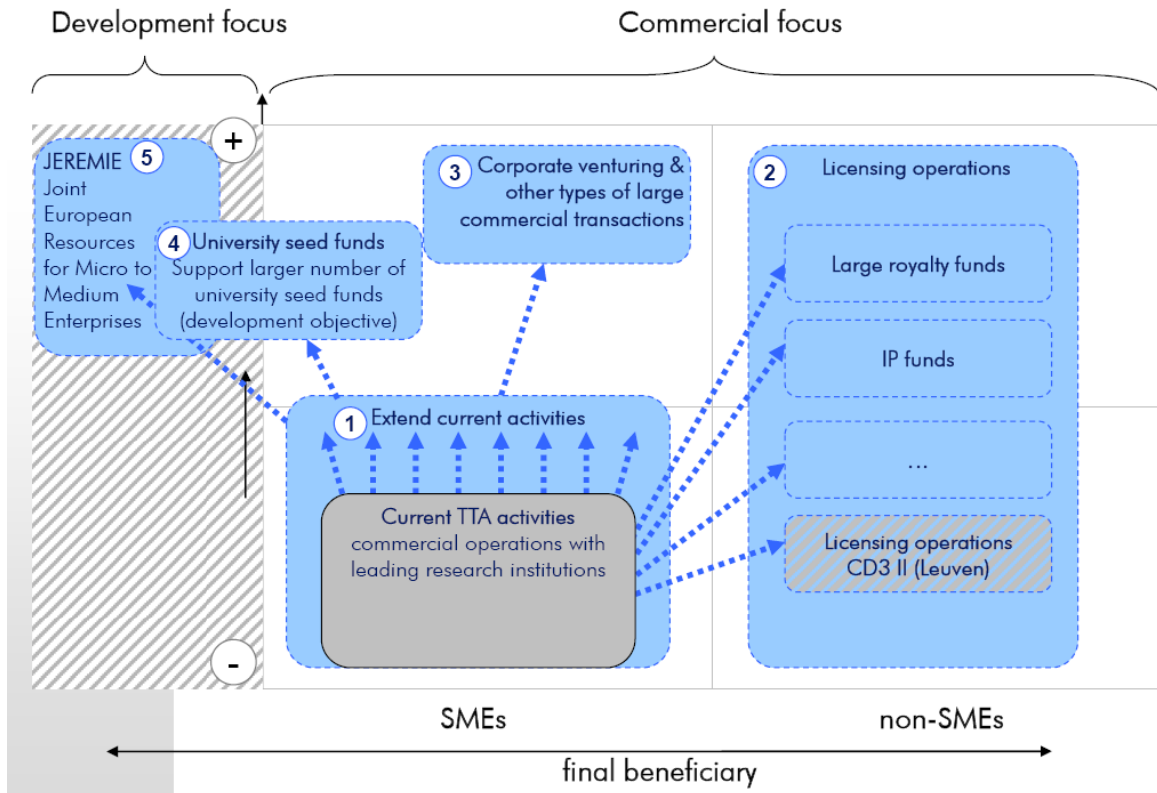 Development focus
Commercial focus
+
JEREMIE
5
Joint
European
Resources
for Micro to
Medium
Enterprises
4
University seed funds
Support larger number of
university seed funds
(development objective)
3
Corporate venturing &
other types of large
commercial transactions
2
Licensing operations
Large royalty funds
IP funds
...
Licensing operations
CD3 II (Leuven)
1
Extend current activities
Current TTA activities
commercial operations with
leading research institutions
-
SMEs
non-SMEs
final beneficiary